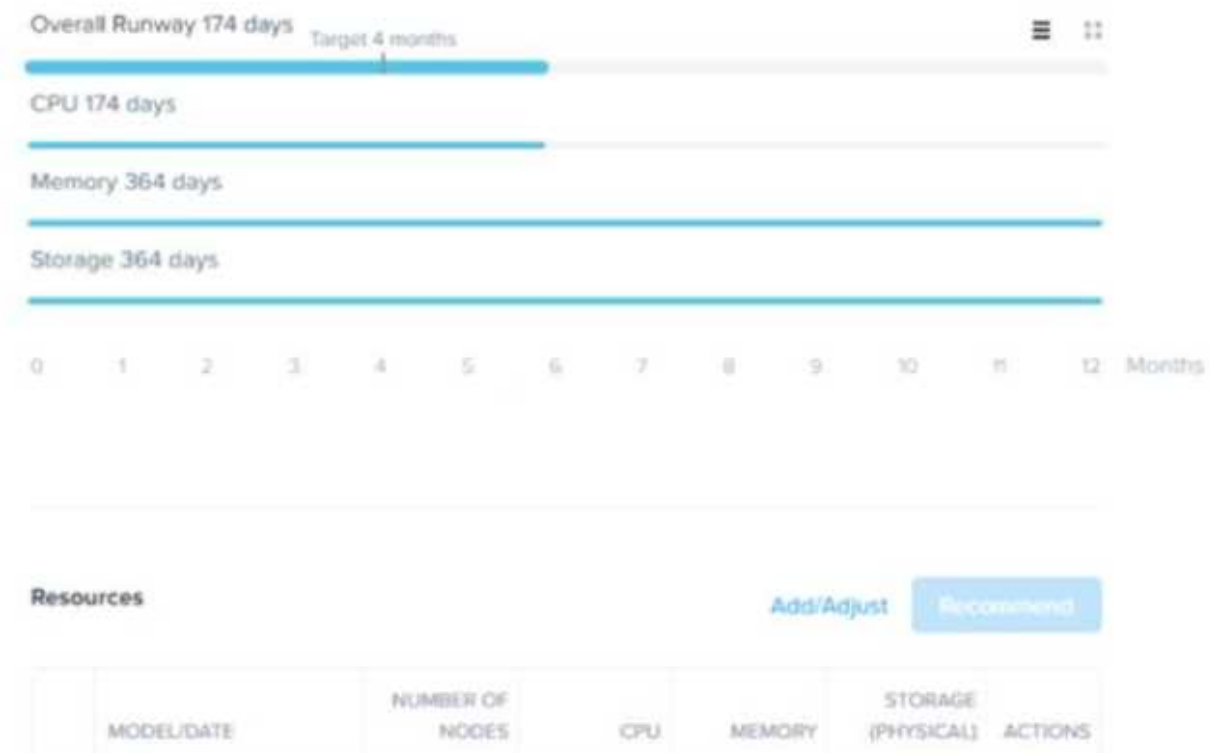 Overall Runway 174 days
Target 4 months
CPU 174 days
Memory 364 days
Storage 364 days
0 1 2 3 4 5 6 7 8 9 10 11 12 Months
Resources
Add/Adjust Recommend
NUMBER OF STORAGE
MODEL/DATE NODES CPU MEMORY (PHYSICAL) ACTIONS